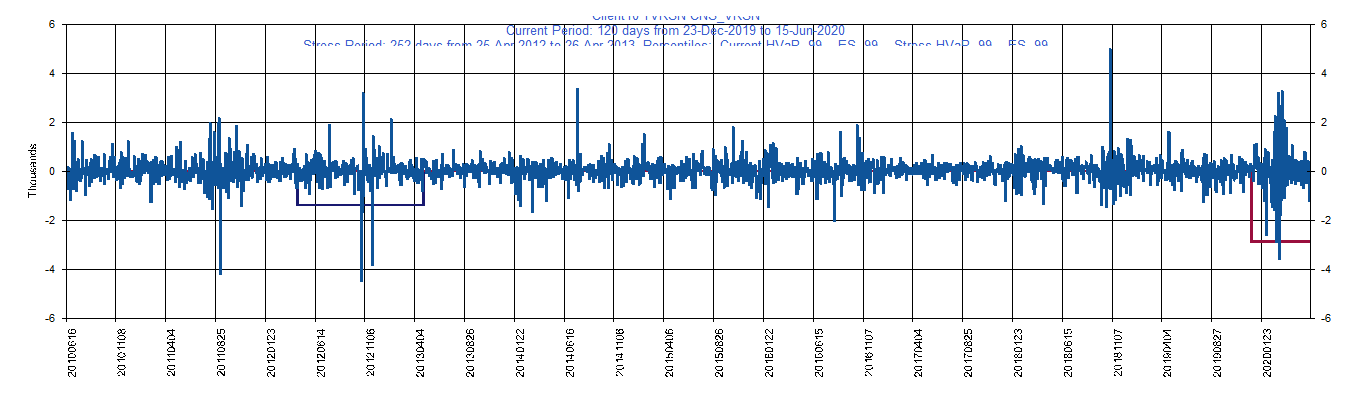 Current Period: 120 days from 23-Dec-2019 to 15-Jun-2020
Stress Period: 252 days from 25-Apr-2012 to 26-Apr-2013 Percentiles: Current HVaR 99 ES 99 Stress HVaR 99 ES 99
6 6
4 4
2 2
0 0
-2 -2
-4 -4
-6 -6
Thousands
20100616 20101108 20110404 20110825 20120123 20120614 20121106 20130404 20130826 20140122 20140616 20141106 20150406 20150826 20160122 20160615 20161107 20170404 20170825 20180123 20180615 20181107 20190404 20190827 20200123